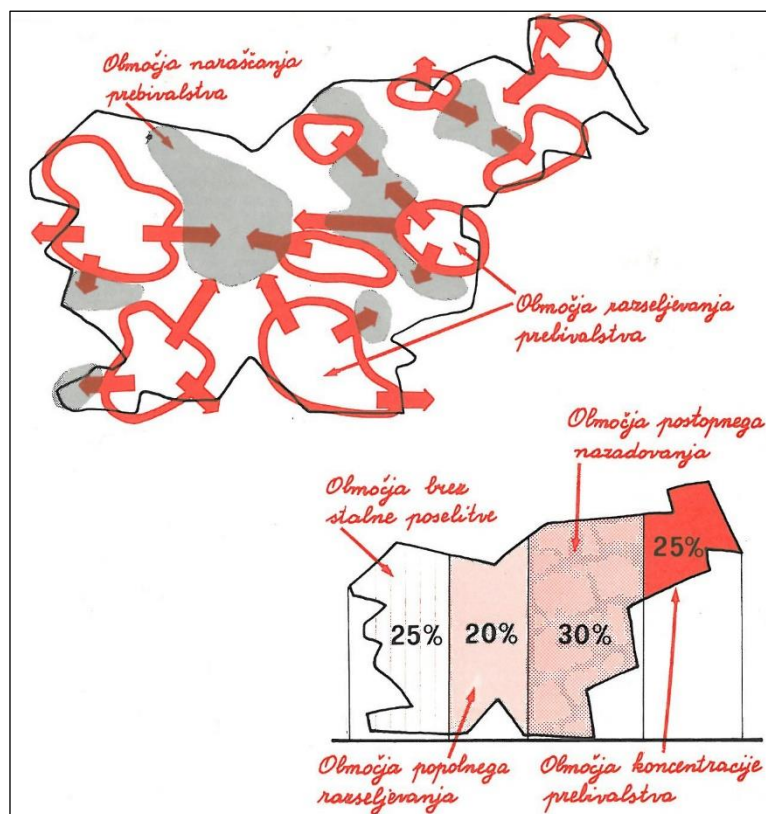 Območja naraščanja
prebivalstva
Območja razseljevanja
prebivalstva
Območja postopnega
nazadovanja
Območja brez
stalne poselitve
25%
25%
20%
30%
Območja popolnega
razseljevanja
Območja koncentracije
prebivalstva